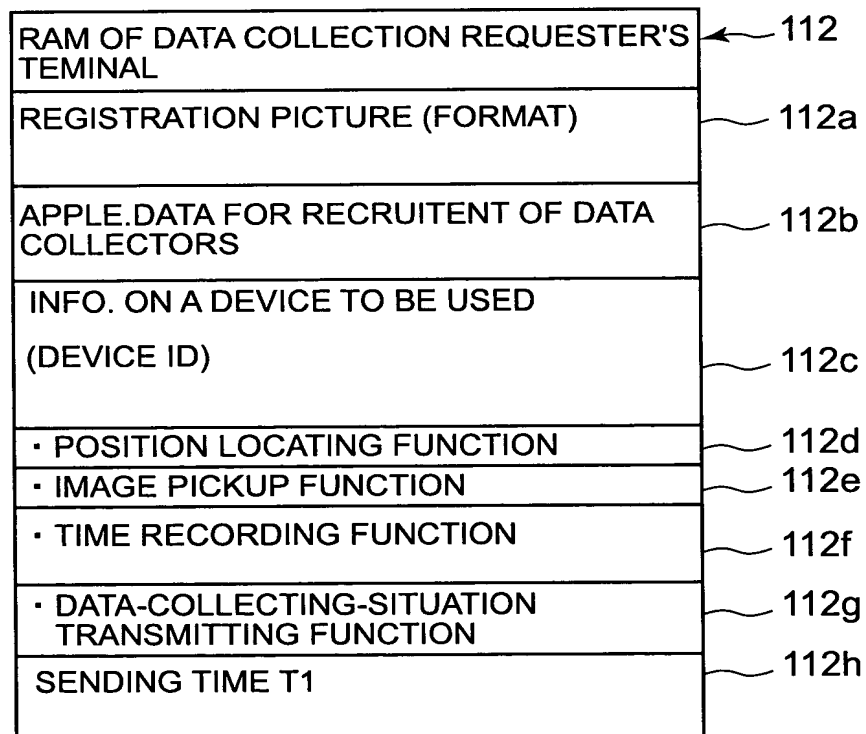 RAM OF DATA COLLECTION REQUESTER'S 112
TEMINAL
REGISTRATION PICTURE (FORMAT) 112a
APPLE.DATA FOR RECRUITENT OF DATA 112b
COLLECTORS
INFO. ON A DEVICE TO BE USED
(DEVICE ID) 112c
· POSITION LOCATING FUNCTION 112d
· IMAGE PICKUP FUNCTION 112e
· TIME RECORDING FUNCTION 112f
· DATA-COLLECTING-SITUATION 112g
TRANSMITTING FUNCTION
SENDING TIME T1 112h